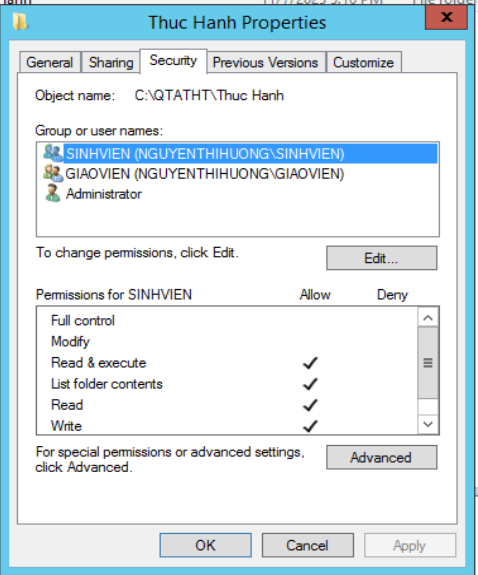 Thuc Hanh Properties
x
General Sharing Security Previous Versions Customize
Object name: C:\QTATHT\Thuc Hanh
Group or user names:
SINHVIEN (NGUYENTHIHUONG\SINHVIEN)
GIAOVIEN (NGUYENTHIHUONG\GIAOVIEN)
Administrator
To change permissions, click Edit.
Edit...
Permissions for SINHVIEN Allow Deny
Full control
Modify
Read & execute
List folder contents
Read
Write
For special permissions or advanced settings,
click Advanced.
Advanced
OK Cancel Apply